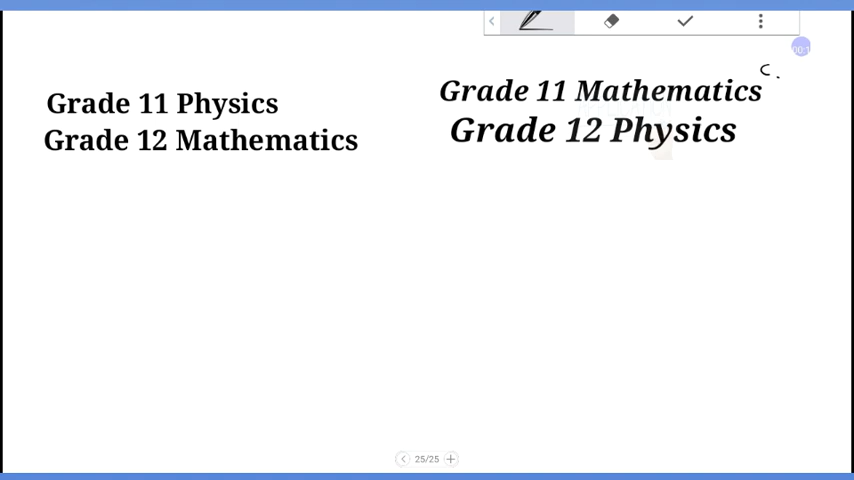 Grade 11 Physics
Grade 12 Mathematics
Grade 11 Mathematics
Grade 12 Physics
25/25